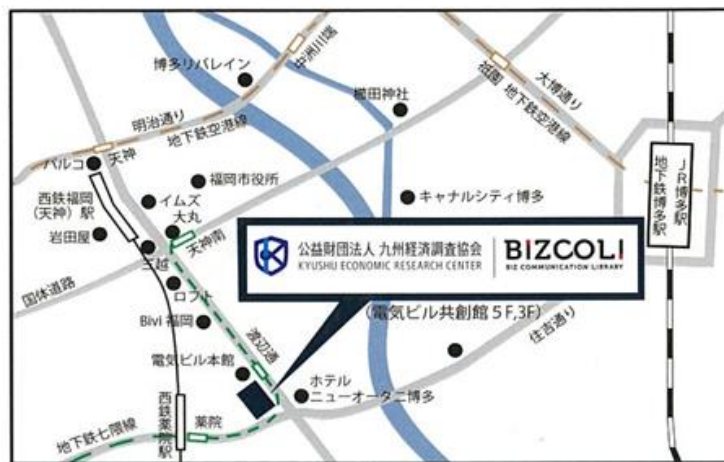 中洲川端
博多リバレイン
櫛田神社
祇園
大博通り
地下鉄空港線
明治通り
地下鉄空港線
天神
パルコ
福岡市役所
西鉄福岡
(天神)駅
イムズ
大丸
キャナルシティ博多
JR博多駅
地下鉄博多駅
岩田屋
天神南
三越
公益財団法人 九州経済調査協会
KYUSHU ECONOMIC RESEARCH CENTER
BIZCOLI
BIZ COMMUNICATION LIBRARY
国体道路
ロフト
(電気ビル共創館5F,3F)
Bivi福岡
渡辺通
住吉通り
電気ビル本館
ホテル
ニューオータニ博多
西鉄薬院駅
薬院
地下鉄七隈線